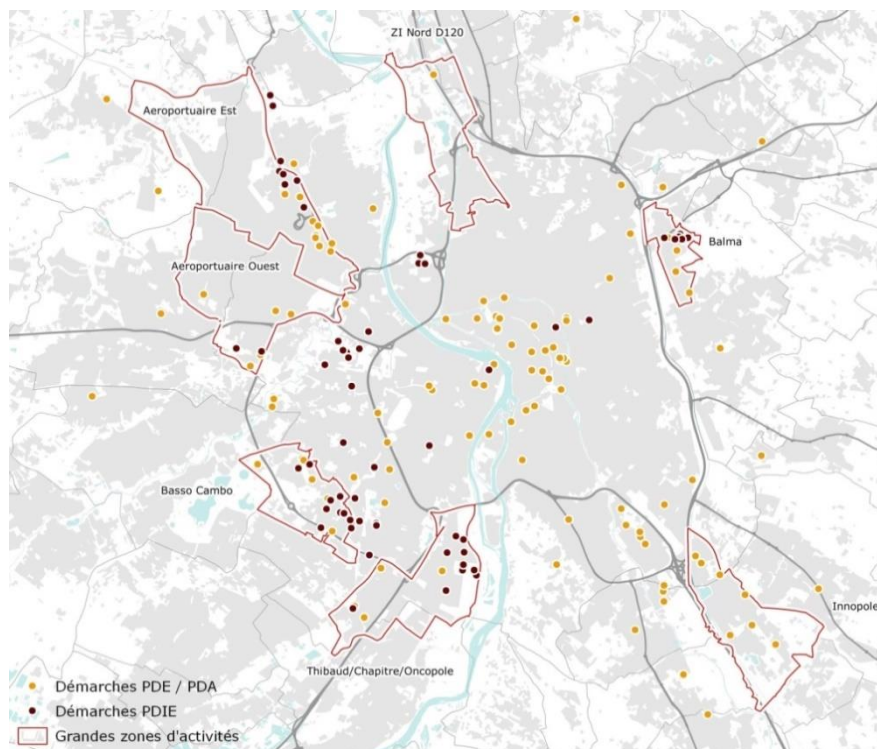 ZI Nord D120
Aeroportuaire Est
Balma
Aeroportuaire Ouest
Basso Cambo
Innopole
Thibaud/Chapitre/Oncopole
Démarches PDE / PDA
Démarches PDIE
Grandes zones d'activités